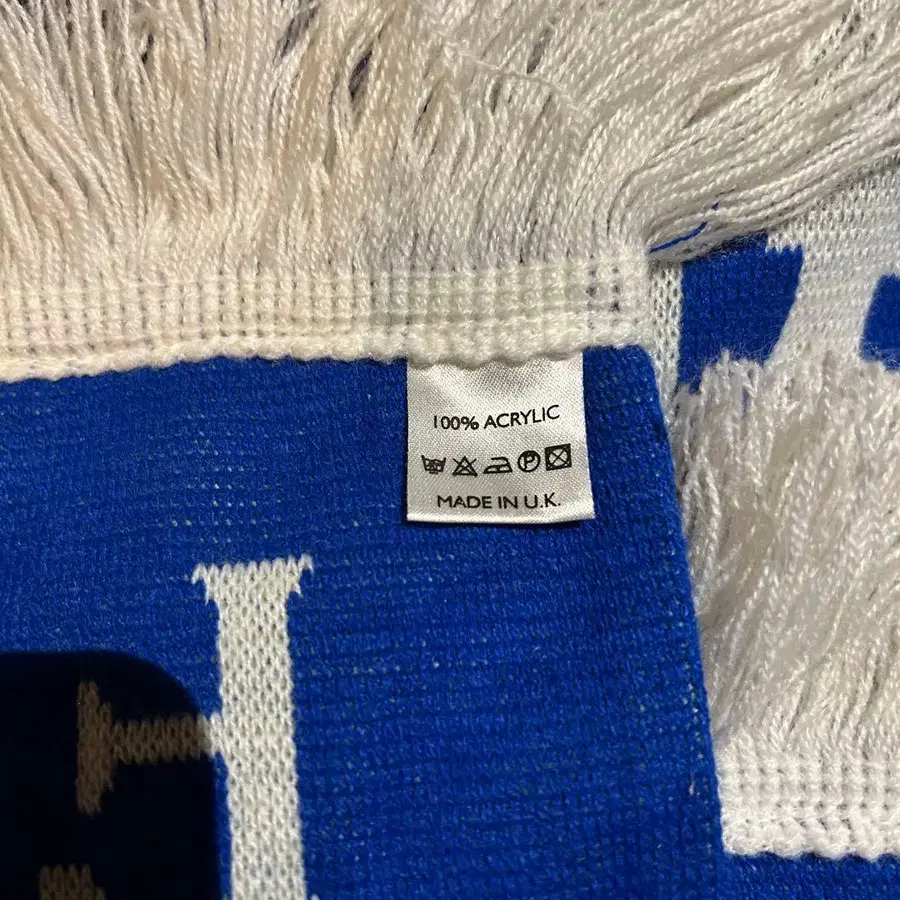 100% ACRYLIC
P
MADE IN U.K.